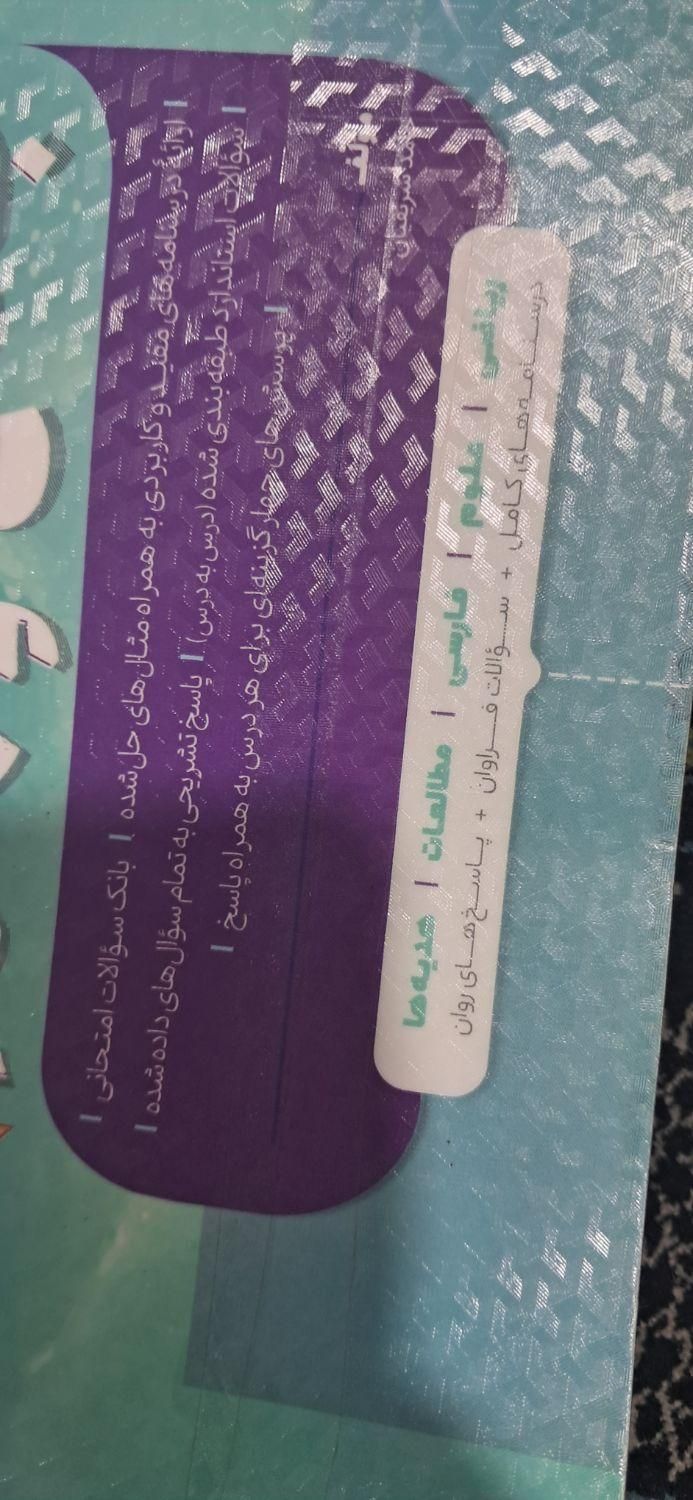 | ارائهٔ درسنامه‌های مفید و کاربردی به همراه مثال‌های حل شده | بانک سؤالات امتحانی |
| سؤالات استاندارد طبقه بندی شده (درس به درس) | پاسخ تشریحی به تمام سؤال‌های داده شده |
| پرسش‌های چهارگزینه‌ای برای هر درس به همراه پاسخ |
مؤلف
ریاضی | علوم | فارسی | مطالعات | هدیه‌ها
درسنامه‌های کامل + سؤالات فراوان + پاسخ‌های روان